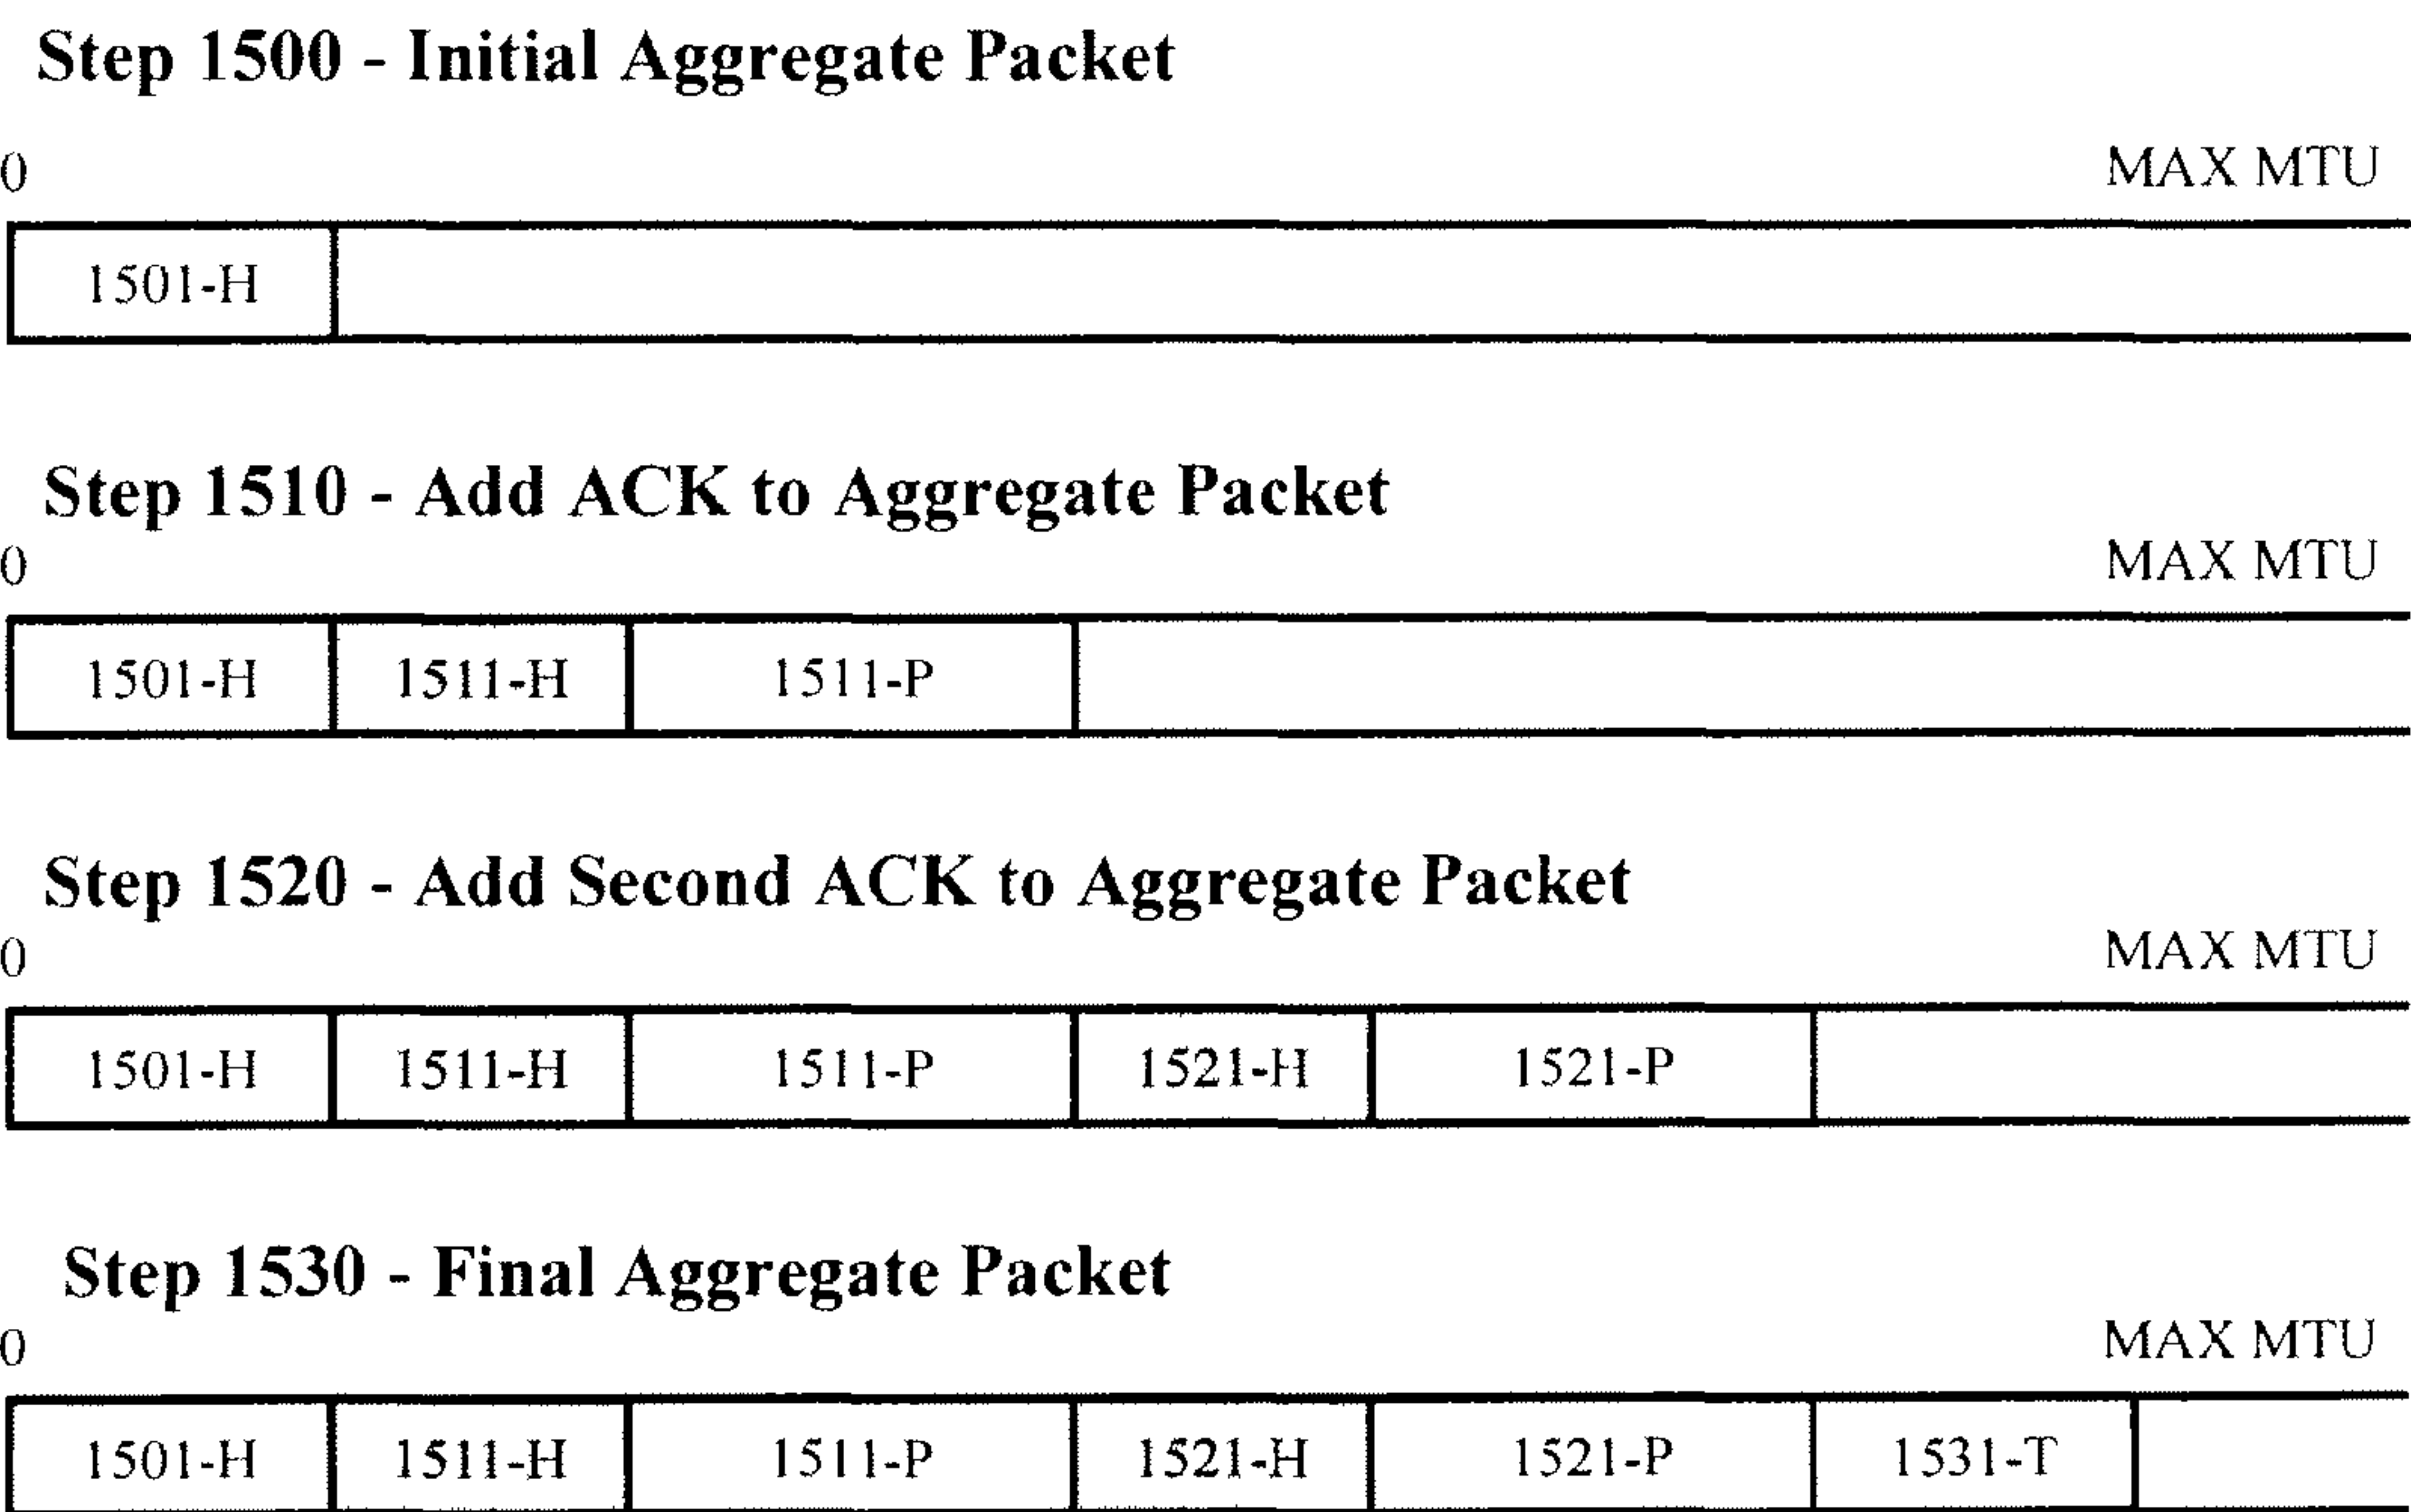 Step 1500 - Initial Aggregate Packet
0 MAX MTU
1501-H
Step 1510 - Add ACK to Aggregate Packet
0 MAX MTU
1501-H 1511-H 1511-P
Step 1520 - Add Second ACK to Aggregate Packet
0 MAX MTU
1501-H 1511-H 1511-P 1521-H 1521-P
Step 1530 - Final Aggregate Packet
0 MAX MTU
1501-H 1511-H 1511-P 1521-H 1521-P 1531-T